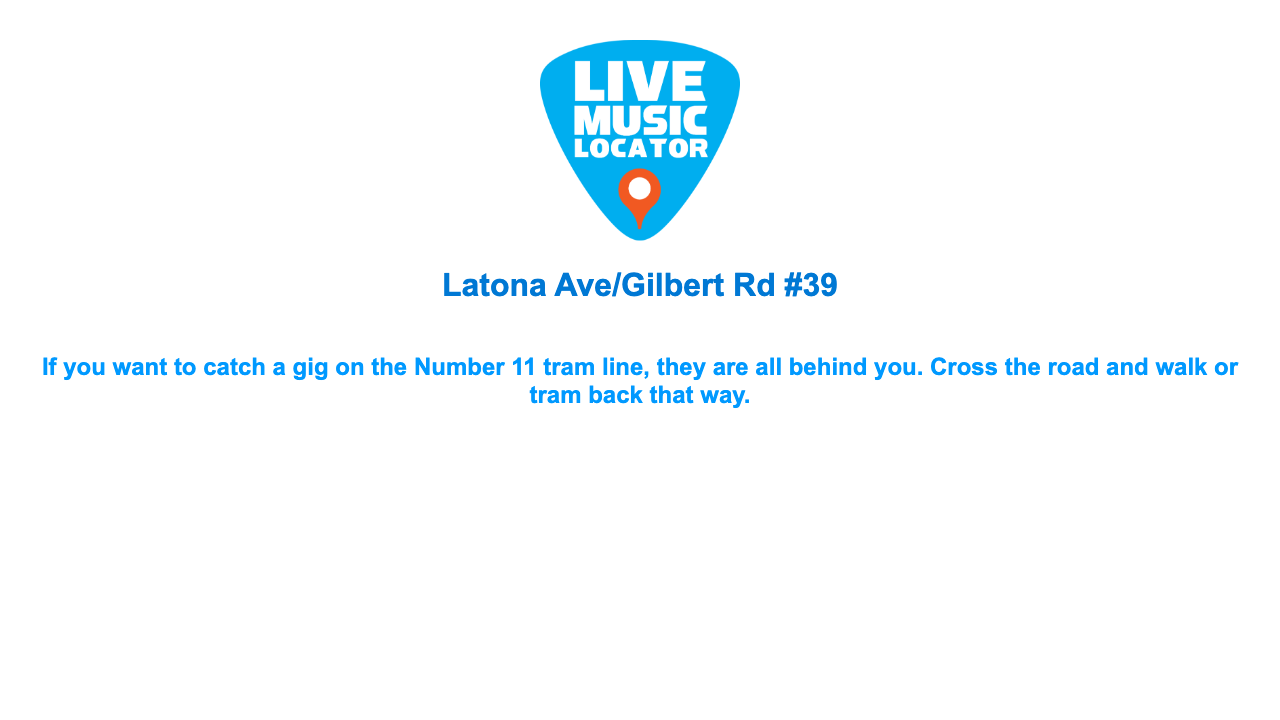 LIVE
MUSIC
LOCATOR
Latona Ave/Gilbert Rd #39
If you want to catch a gig on the Number 11 tram line, they are all behind you. Cross the road and walk or
tram back that way.